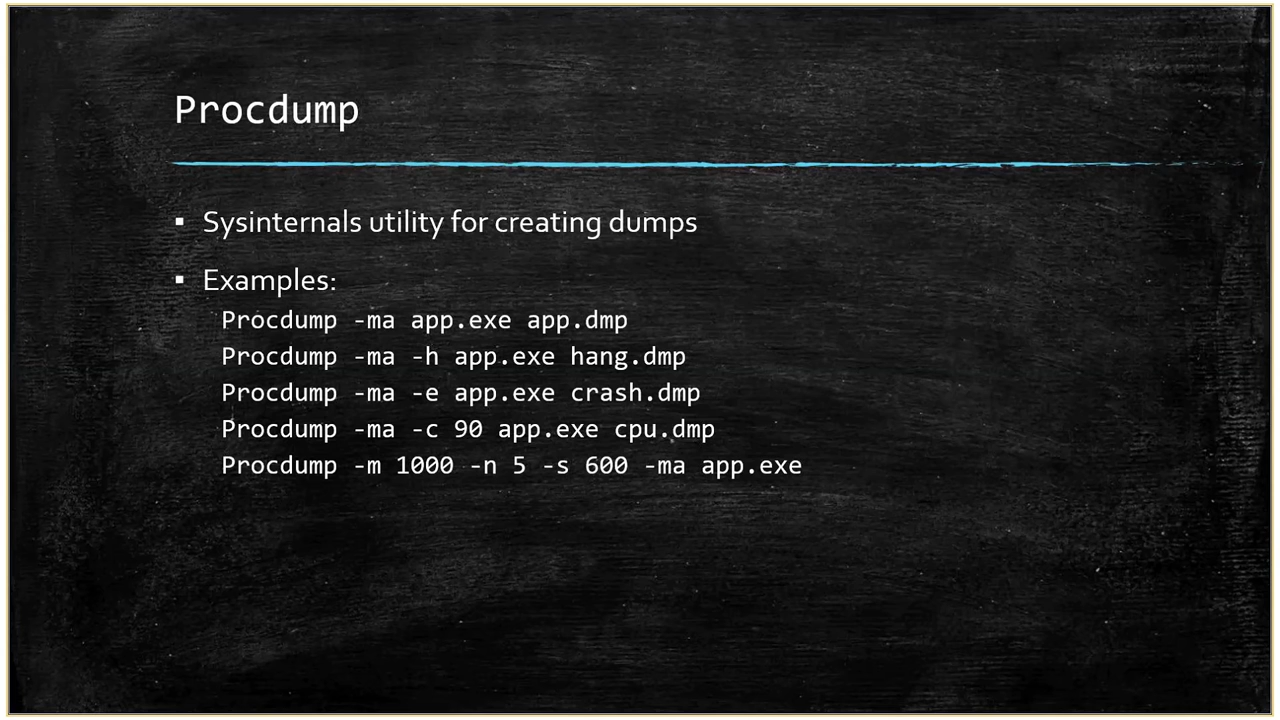 Procdump
▪ Sysinternals utility for creating dumps
▪ Examples:
Procdump -ma app.exe app.dmp
Procdump -ma -h app.exe hang.dmp
Procdump -ma -e app.exe crash.dmp
Procdump -ma -c 90 app.exe cpu.dmp
Procdump -m 1000 -n 5 -s 600 -ma app.exe